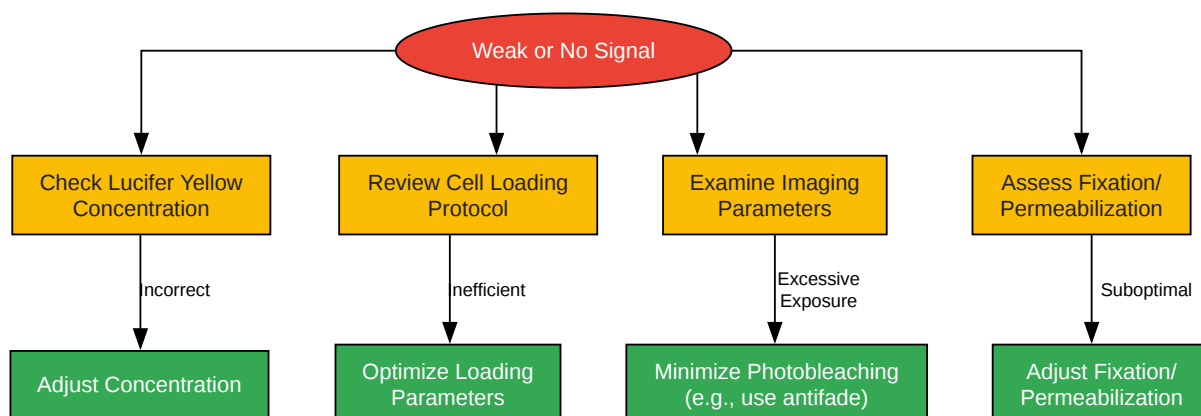 Weak or No Signal
Check Lucifer Yellow
Concentration
Review Cell Loading
Protocol
Examine Imaging
Parameters
Assess Fixation/
Permeabilization
Incorrect
Inefficient
Excessive
Exposure
Suboptimal
Adjust Concentration
Optimize Loading
Parameters
Minimize Photobleaching
(e.g., use antifade)
Adjust Fixation/
Permeabilization